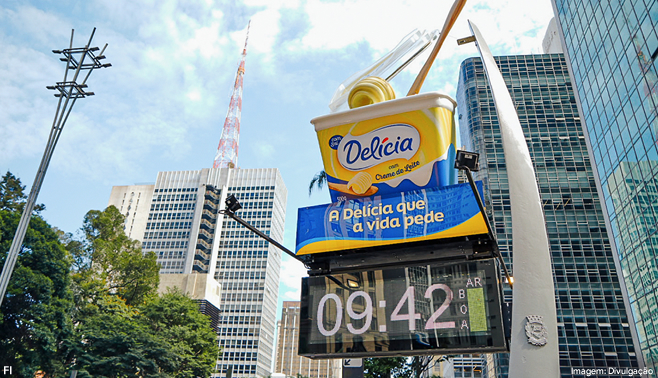 Delícia
com
Creme de Leite
A Delícia que
a vida pede
09:42
AR
BOA
FI
Imagem: Divulgação